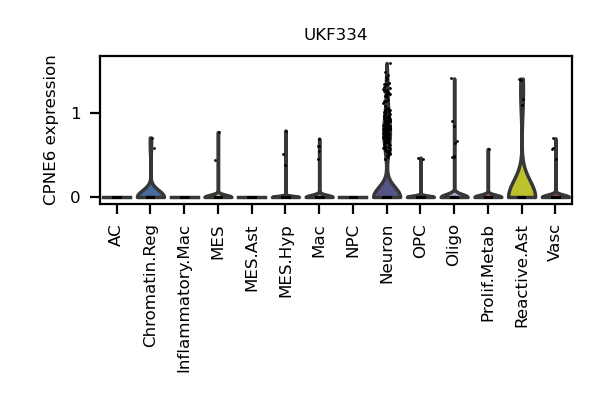 UKF334
CPNE6 expression
1
0
AC
Chromatin.Reg
Inflammatory.Mac
MES
MES.Ast
MES.Hyp
Mac
NPC
Neuron
OPC
Oligo
Prolif.Metab
Reactive.Ast
Vasc